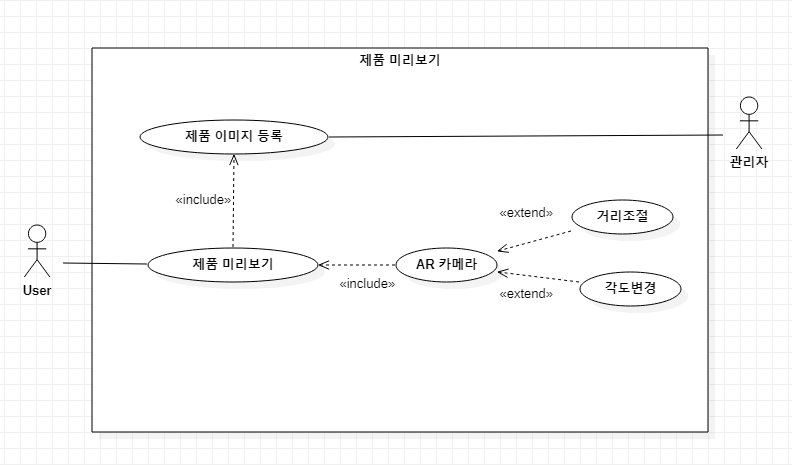 제품 미리보기
제품 이미지 등록
관리자
«include»
«extend»
거리조절
User
제품 미리보기
AR 카메라
«include»
«extend»
각도변경